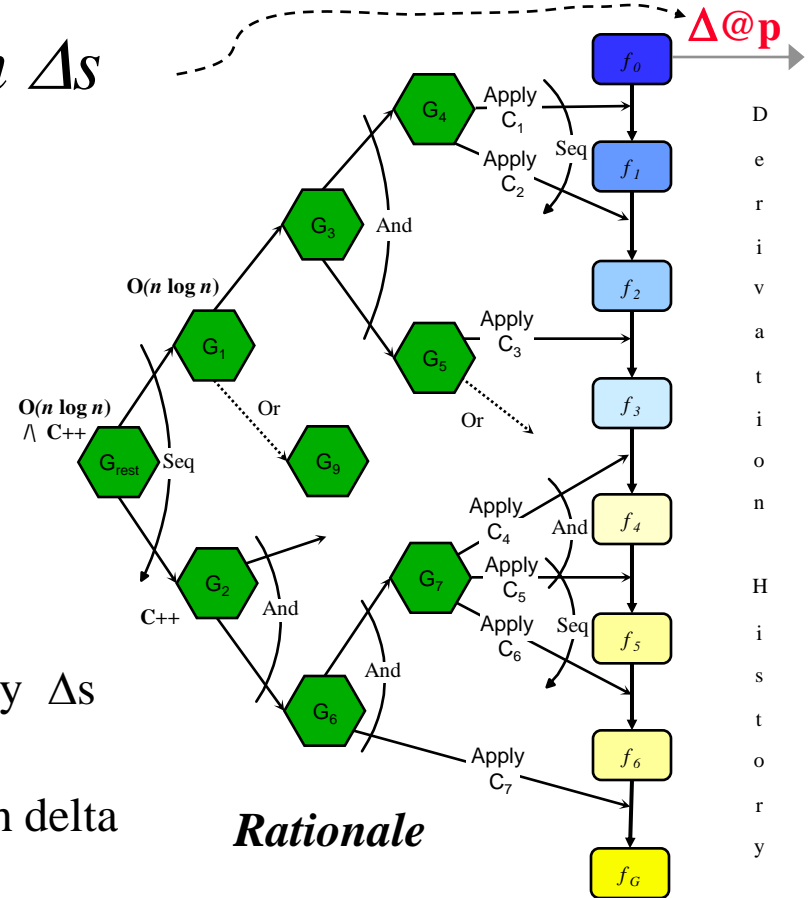 Δs
Δ@p
f0
G4
Apply
C1
Seq
Apply
C2
f1
G3
And
f2
O(n log n)
G1
Apply
C3
G5
Or
Or
f3
O(n log n)
/\ C++
Grest
Seq
G9
Apply
C4
And
f4
G2
C++
And
G7
Apply
C5
Apply
C6
Seq
f5
y Δs
G6
And
Apply
C7
f6
delta
Rationale
fG
D
e
r
i
v
a
t
i
o
n
H
i
s
t
o
r
y